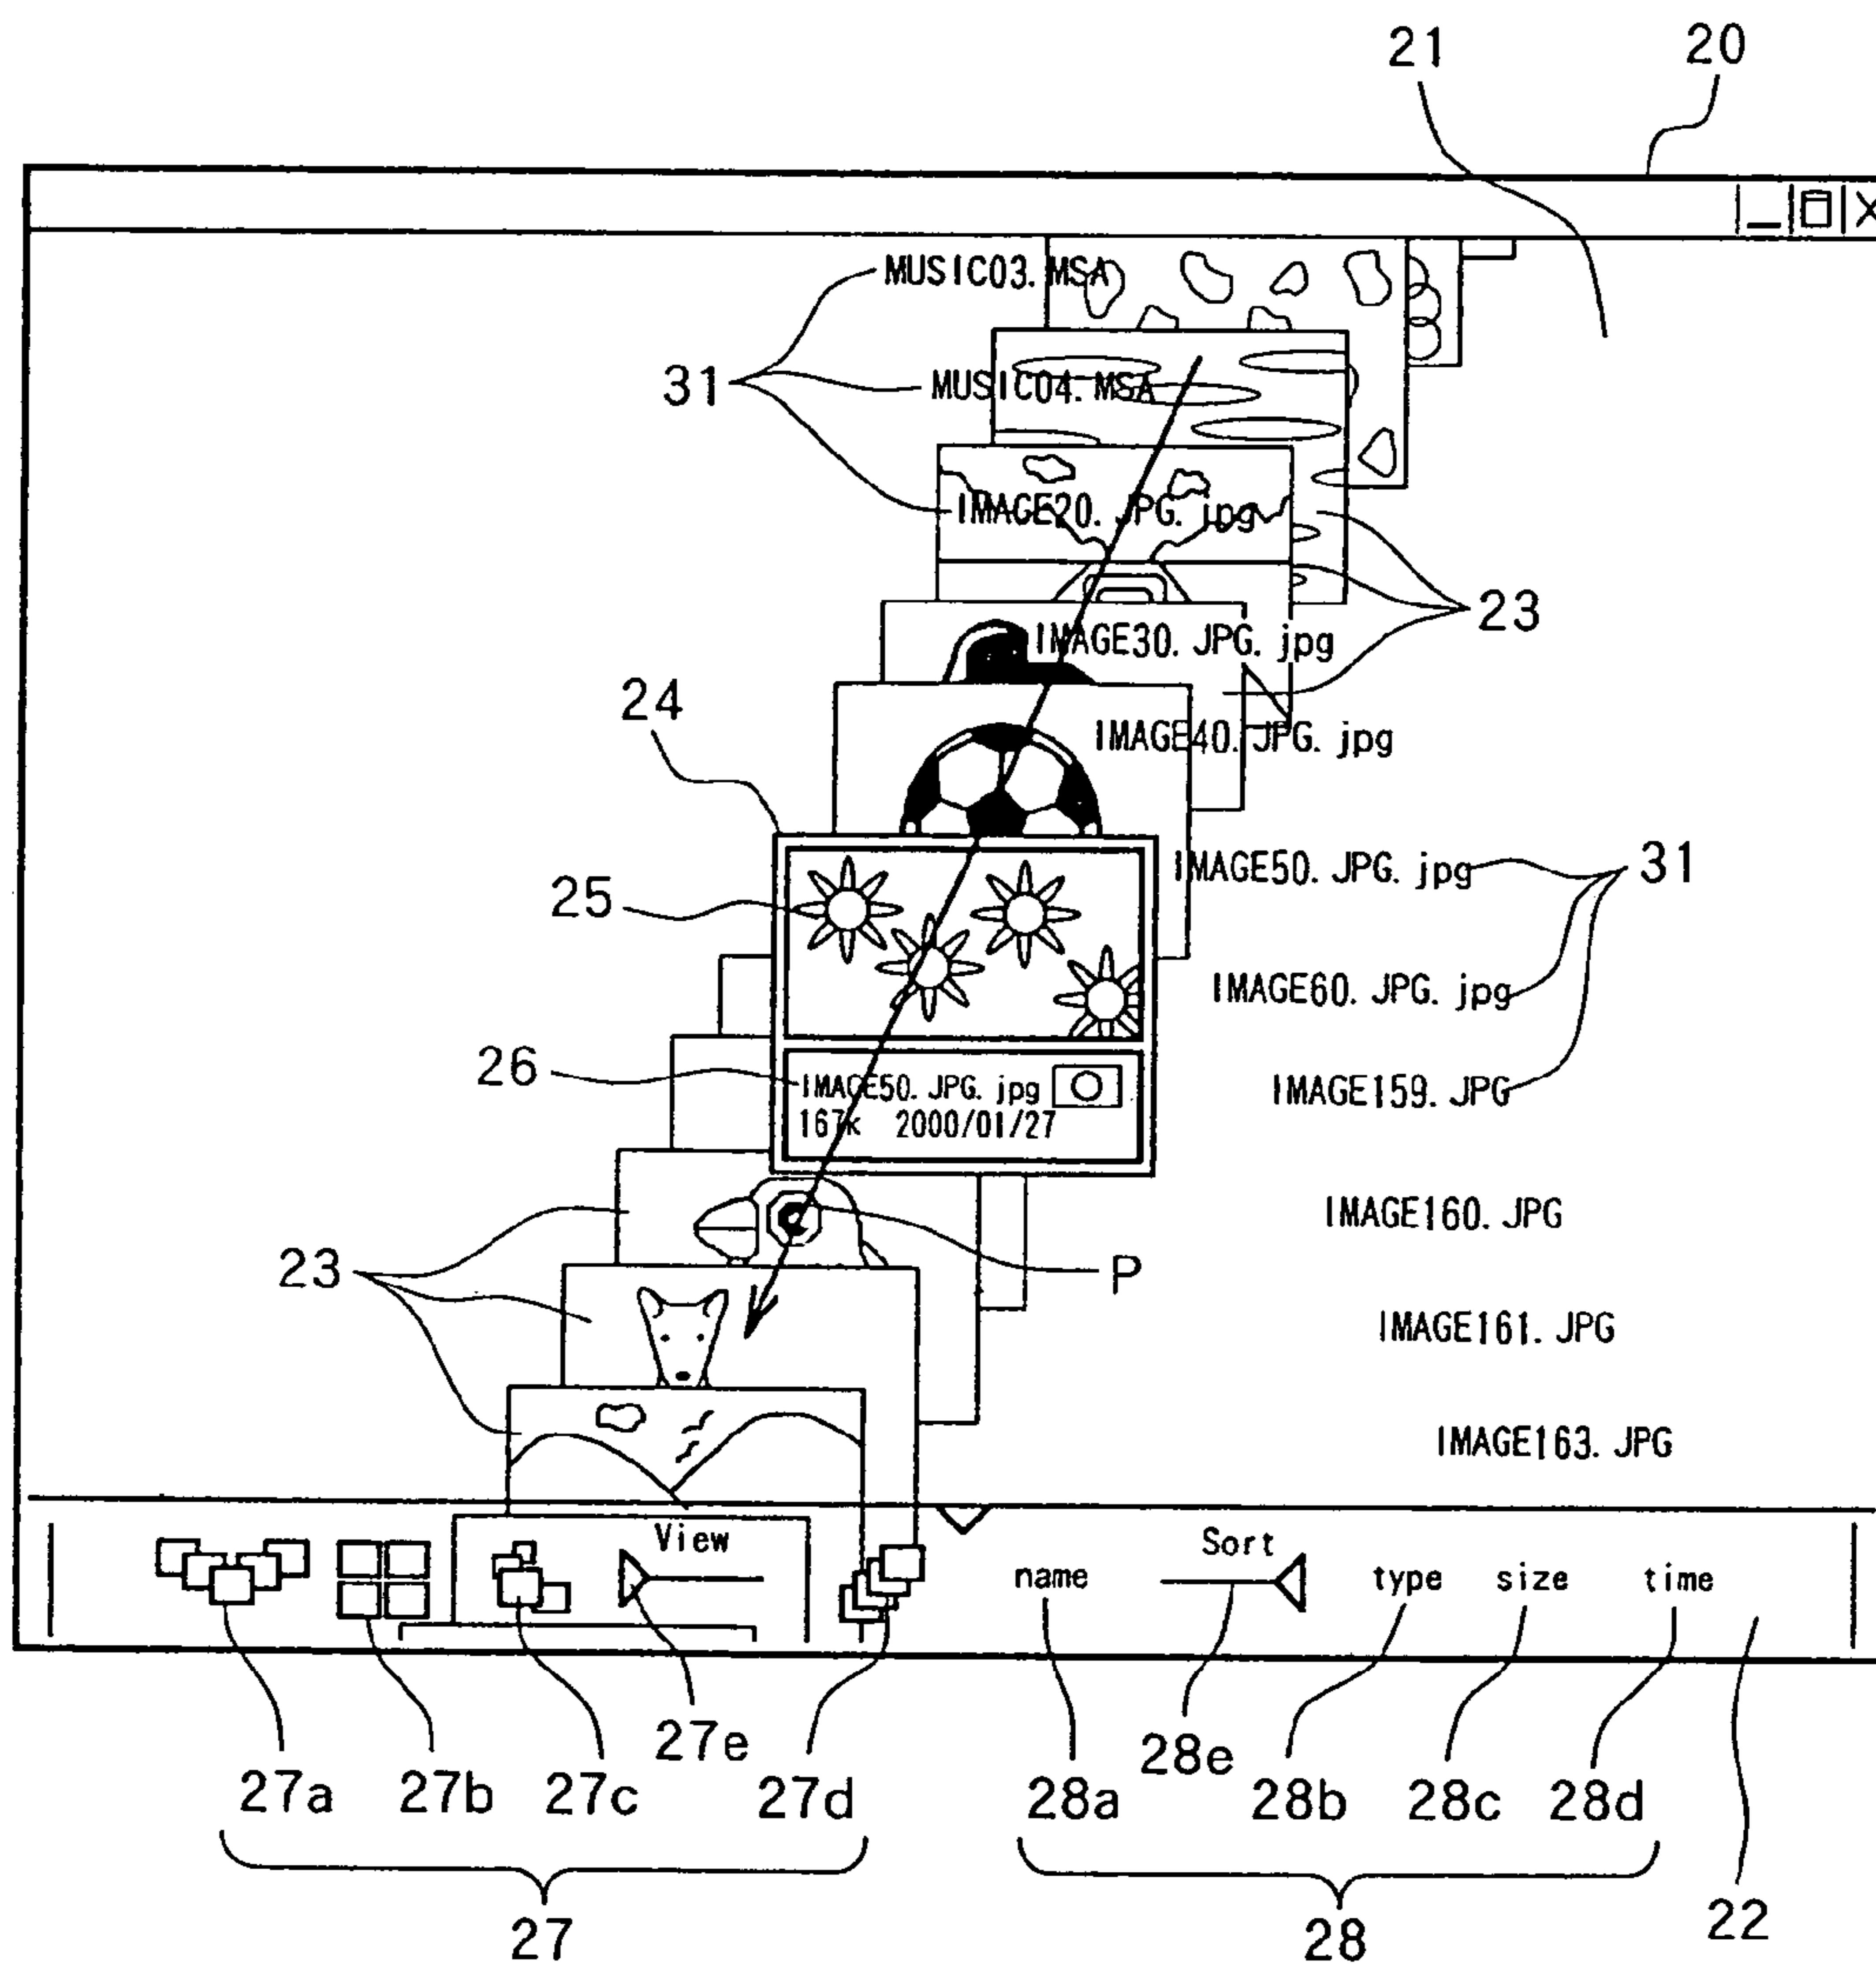 21 20
MUSIC03. MSA
31 MUSIC04. MSA
IMAGE20. JPG. jpg
23
IMAGE30. JPG. jpg
24
IMAGE40. JPG. jpg
IMAGE50. JPG. jpg 31
25
IMAGE60. JPG. jpg
26 IMAGE50. JPG. jpg
167k 2000/01/27
IMAGE159. JPG
IMAGE160. JPG
23 P
IMAGE161. JPG
IMAGE163. JPG
View Sort
name type size time
27e 28e
27a 27b 27c 27d 28a 28b 28c 28d
27 28 22